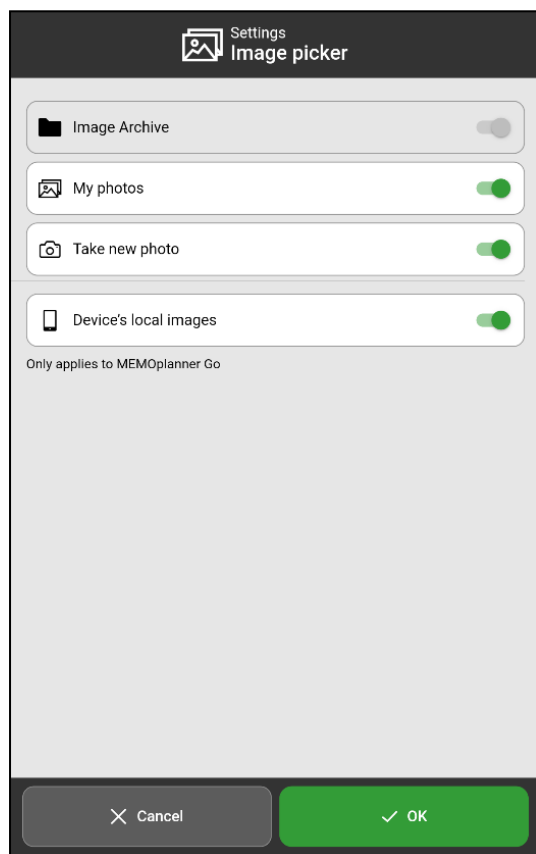 Settings
Image picker
Image Archive
My photos
Take new photo
Device's local images
Only applies to MEMOplanner Go
Cancel
OK